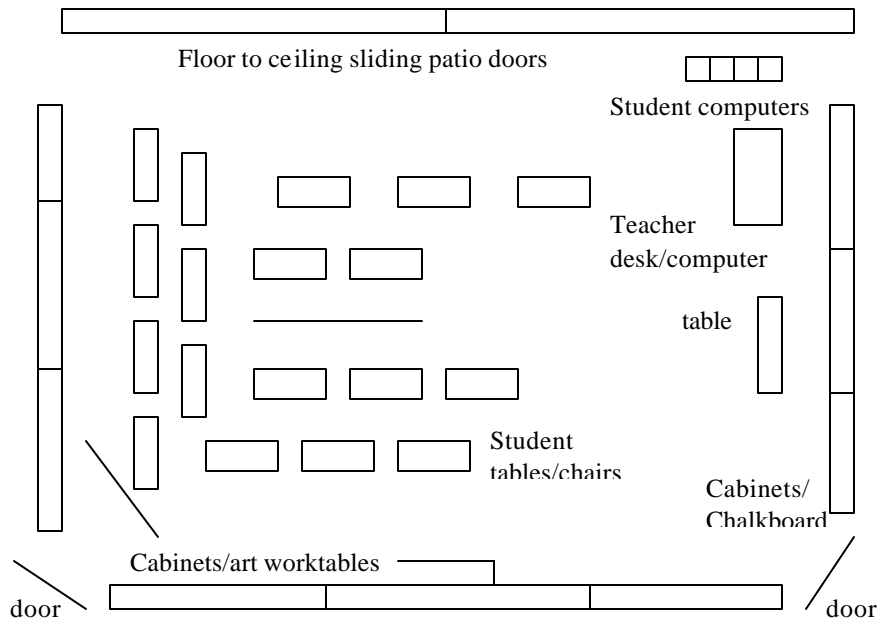 Floor to ceiling sliding patio doors
Student computers
Teacher
desk/computer
table
Student
tables/chairs
Cabinets/
Chalkboard
Cabinets/art worktables
door
door